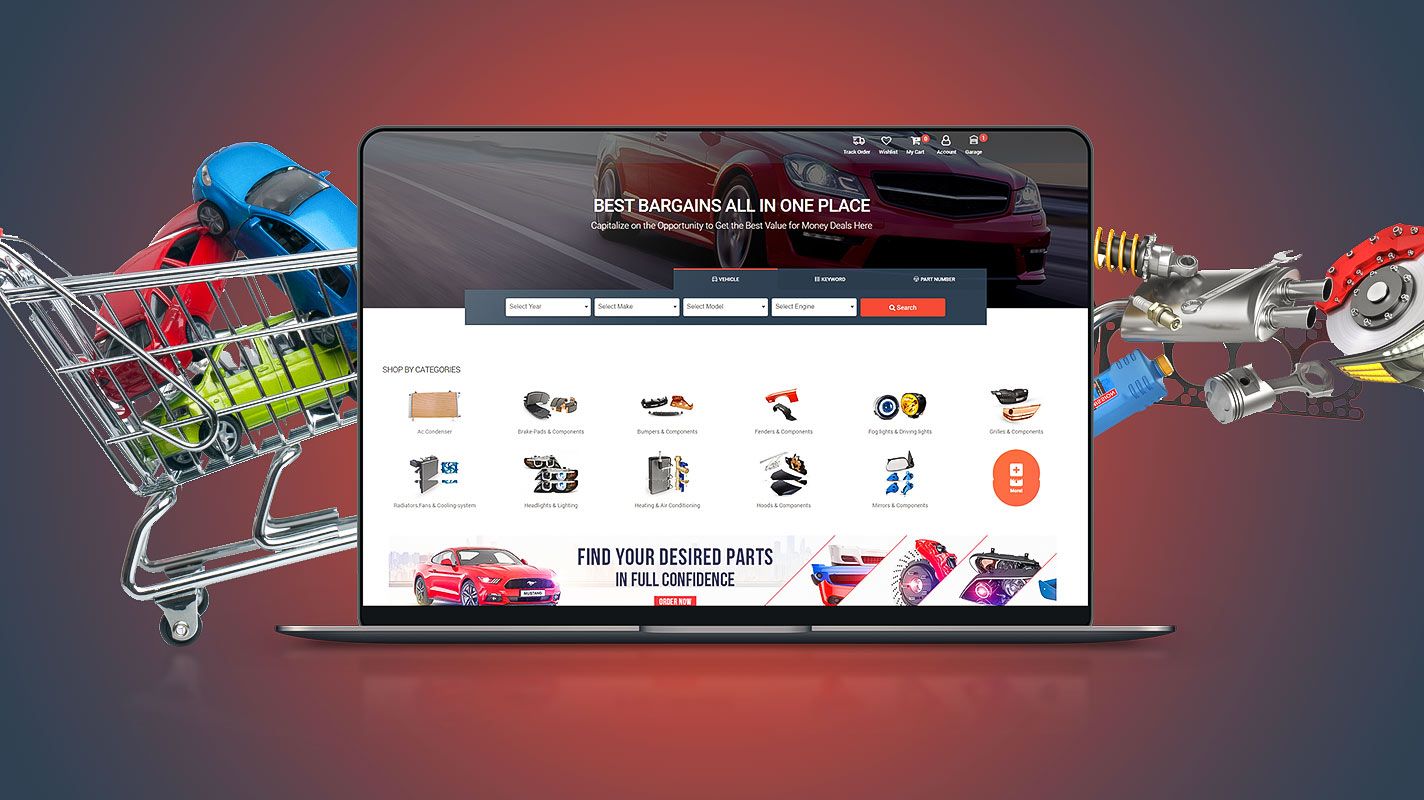 Track Order
Wishlist
My Cart
0
Account
Garage
1
BEST BARGAINS ALL IN ONE PLACE
Capitalize on the Opportunity to Get the Best Value for Money Deals Here
VEHICLE
KEYWORD
PART NUMBER
Select Year
Select Make
Select Model
Select Engine
Search
SHOP BY CATEGORIES
Ac Condenser
Brake Pads & Components
Bumpers & Components
Fenders & Components
Fog lights & Driving lights
Grilles & Components
Radiators,Fans & Cooling-system
Headlights & Lighting
Heating & Air Conditioning
Hoods & Components
Mirrors & Components
More!
FIND YOUR DESIRED PARTS
IN FULL CONFIDENCE
MUSTANG
ORDER NOW